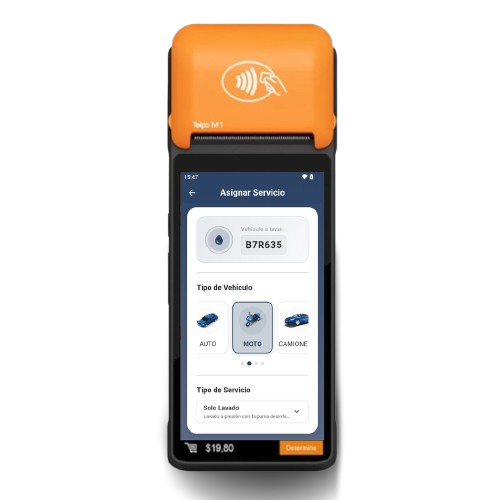 Telpo M1
15:47
Asignar Servicio
Vehículo a lavar:
B7R635
Tipo de Vehículo
AUTO
MOTO
CAMIONE
Tipo de Servicio
Solo Lavado
Lavado a presión con Espuma desinfe...
$19,80
Determine